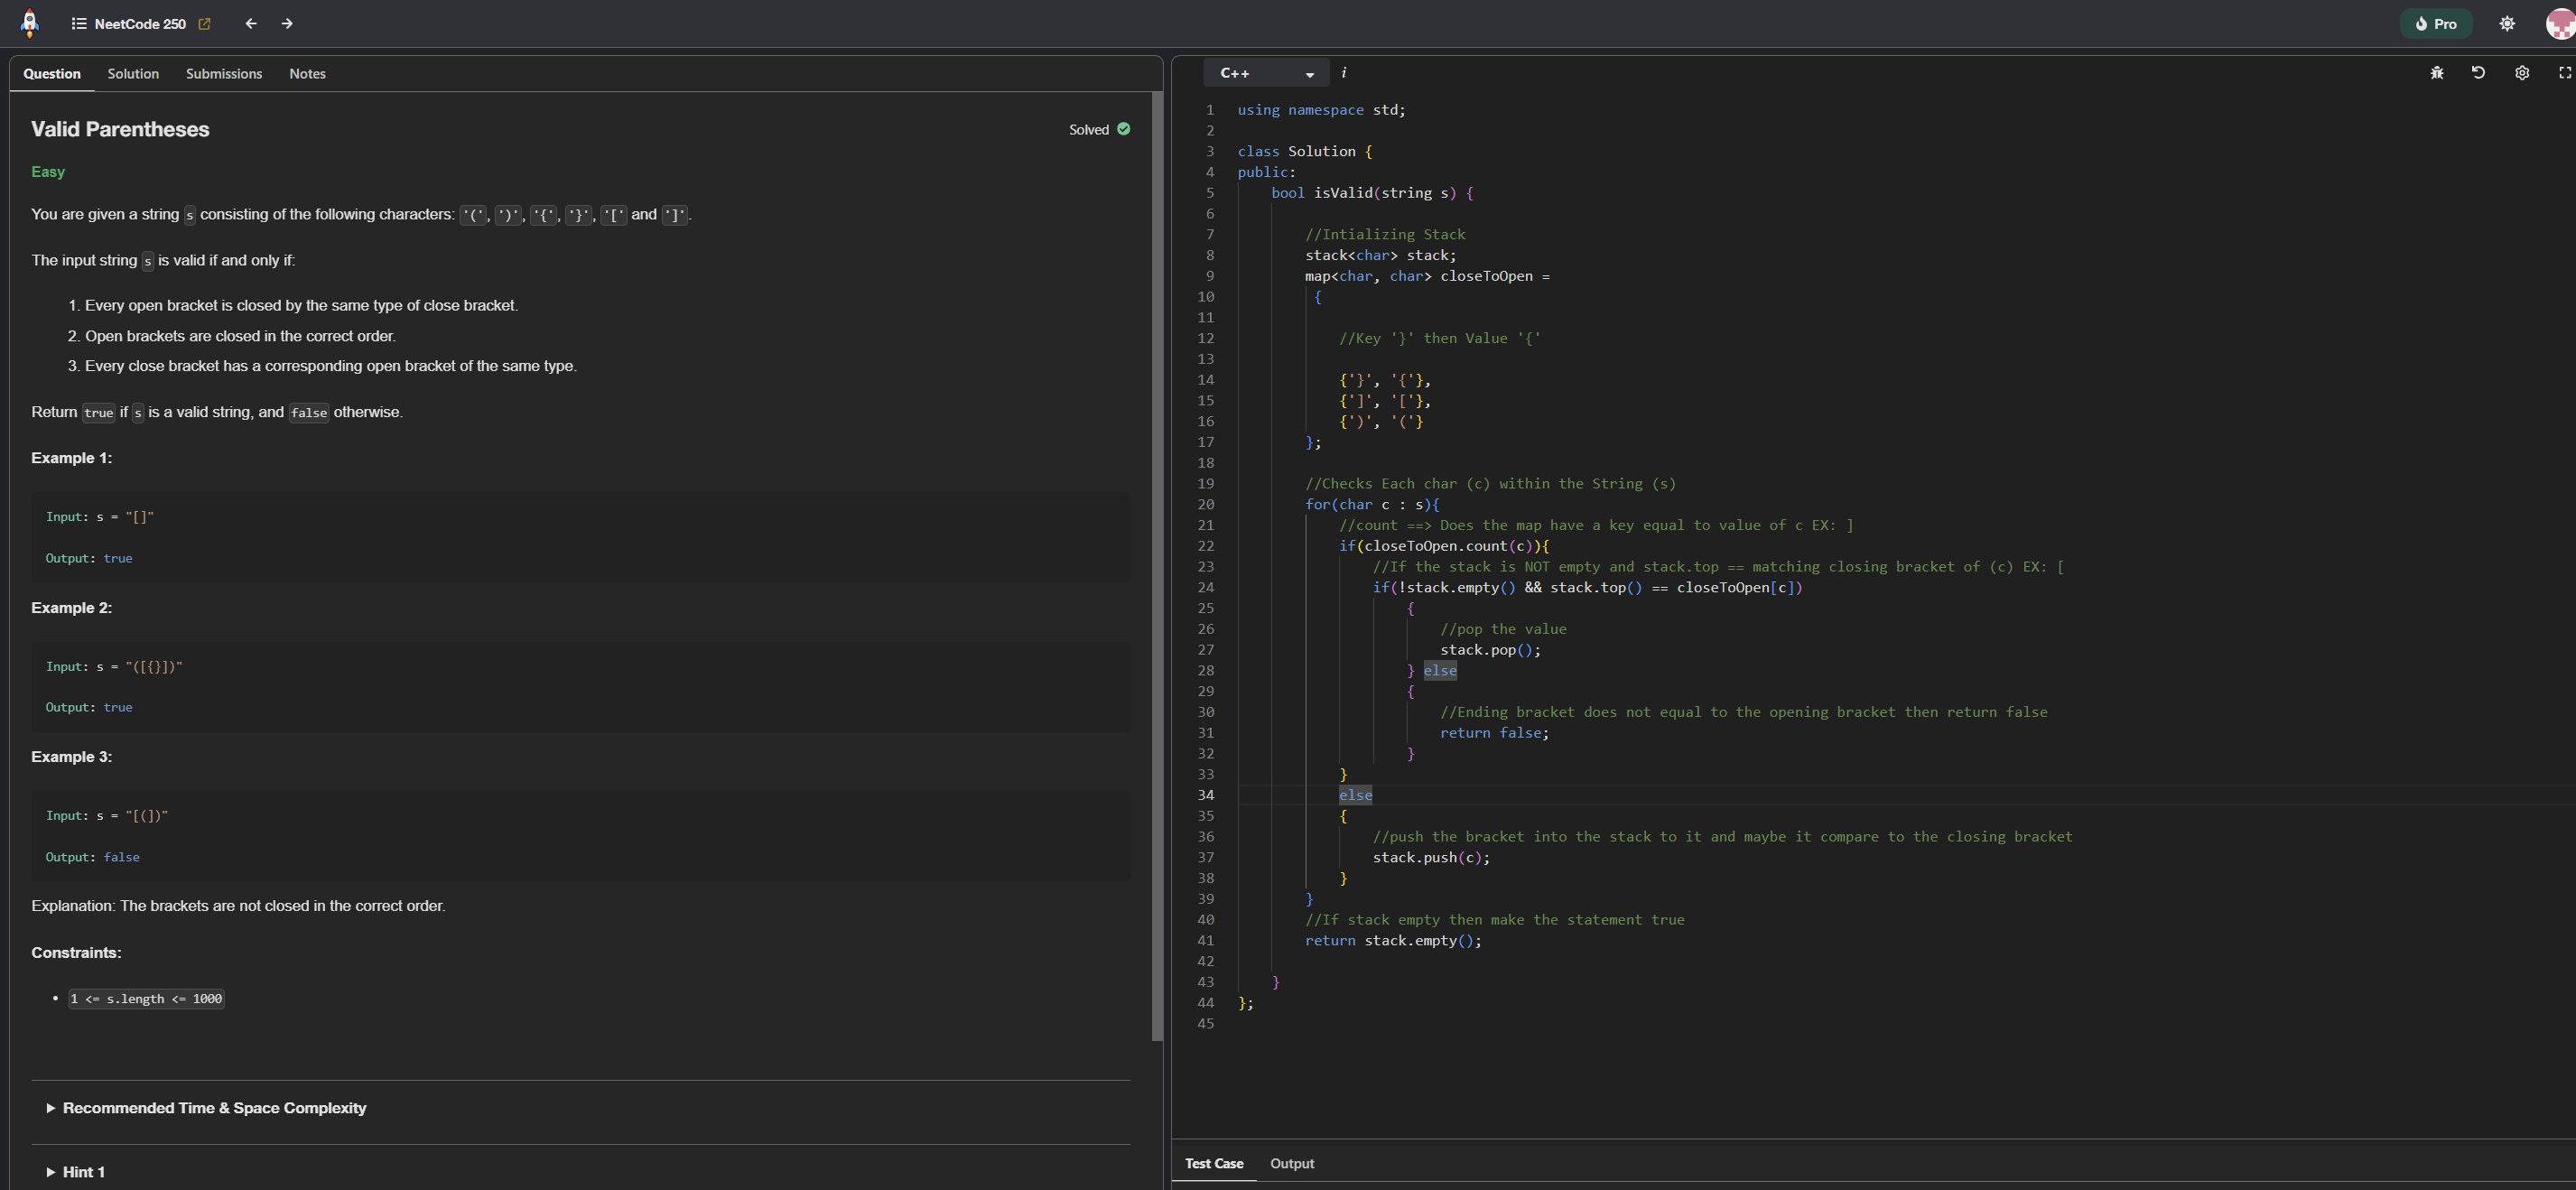 NeetCode 250
Pro
Question Solution Submissions Notes
Valid Parentheses
Solved
Easy
You are given a string s consisting of the following characters: '(', ')', '{', '}', '[' and ']'.
The input string s is valid if and only if:
1. Every open bracket is closed by the same type of close bracket.
2. Open brackets are closed in the correct order.
3. Every close bracket has a corresponding open bracket of the same type.
Return true if s is a valid string, and false otherwise.
Example 1:
Input: s = "[]"
Output: true
Example 2:
Input: s = "([{}])"
Output: true
Example 3:
Input: s = "[(])"
Output: false
Explanation: The brackets are not closed in the correct order.
Constraints:
• 1 <= s.length <= 1000
Recommended Time & Space Complexity
Hint 1
C++ i
1 using namespace std;
2
3 class Solution {
4 public:
5     bool isValid(string s) {
6
7         //Intializing Stack
8         stack<char> stack;
9         map<char, char> closeToOpen =
10          {
11
12             //Key '}' then Value '{'
13
14             {'}', '{'},
15             {']', '['},
16             {')', '('}
17         };
18
19         //Checks Each char (c) within the String (s)
20         for(char c : s){
21             //count ==> Does the map have a key equal to value of c EX: ]
22             if(closeToOpen.count(c)){
23                 //If the stack is NOT empty and stack.top == matching closing bracket of (c) EX: [
24                 if(!stack.empty() && stack.top() == closeToOpen[c])
25                     {
26                         //pop the value
27                         stack.pop();
28                     } else
29                     {
30                         //Ending bracket does not equal to the opening bracket then return false
31                         return false;
32                     }
33             }
34             else
35             {
36                 //push the bracket into the stack to it and maybe it compare to the closing bracket
37                 stack.push(c);
38             }
39         }
40         //If stack empty then make the statement true
41         return stack.empty();
42
43     }
44 };
45
Test Case Output